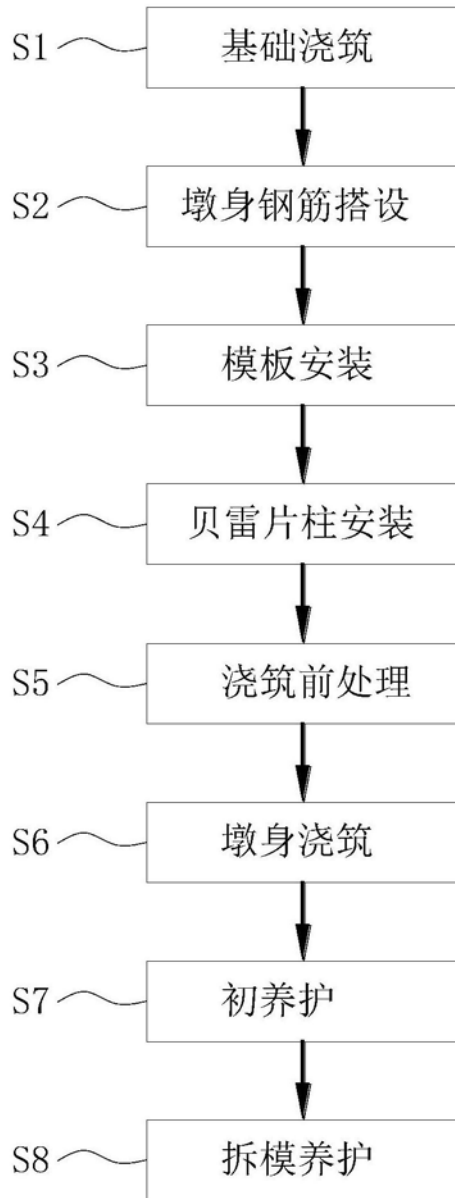 S1 基础浇筑
S2 墩身钢筋搭设
S3 模板安装
S4 贝雷片柱安装
S5 浇筑前处理
S6 墩身浇筑
S7 初养护
S8 拆模养护